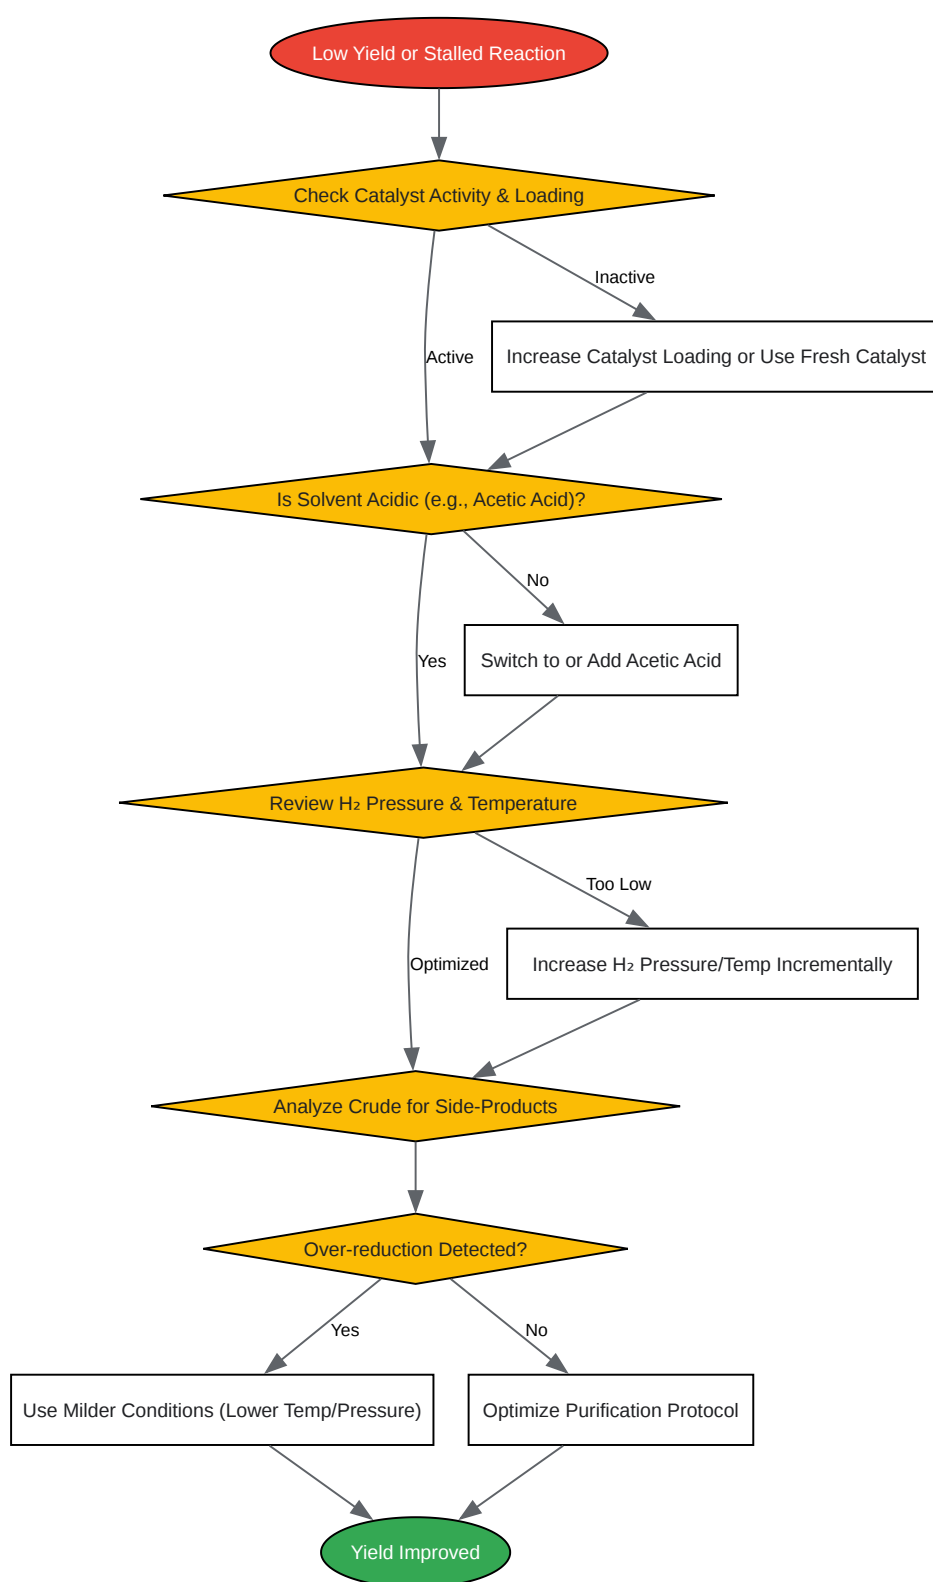 Low Yield or Stalled Reaction
Check Catalyst Activity & Loading
Inactive
Active
Increase Catalyst Loading or Use Fresh Catalyst
Is Solvent Acidic (e.g., Acetic Acid)?
No
Yes
Switch to or Add Acetic Acid
Review H₂ Pressure & Temperature
Too Low
Optimized
Increase H₂ Pressure/Temp Incrementally
Analyze Crude for Side-Products
Over-reduction Detected?
Yes
No
Use Milder Conditions (Lower Temp/Pressure)
Optimize Purification Protocol
Yield Improved